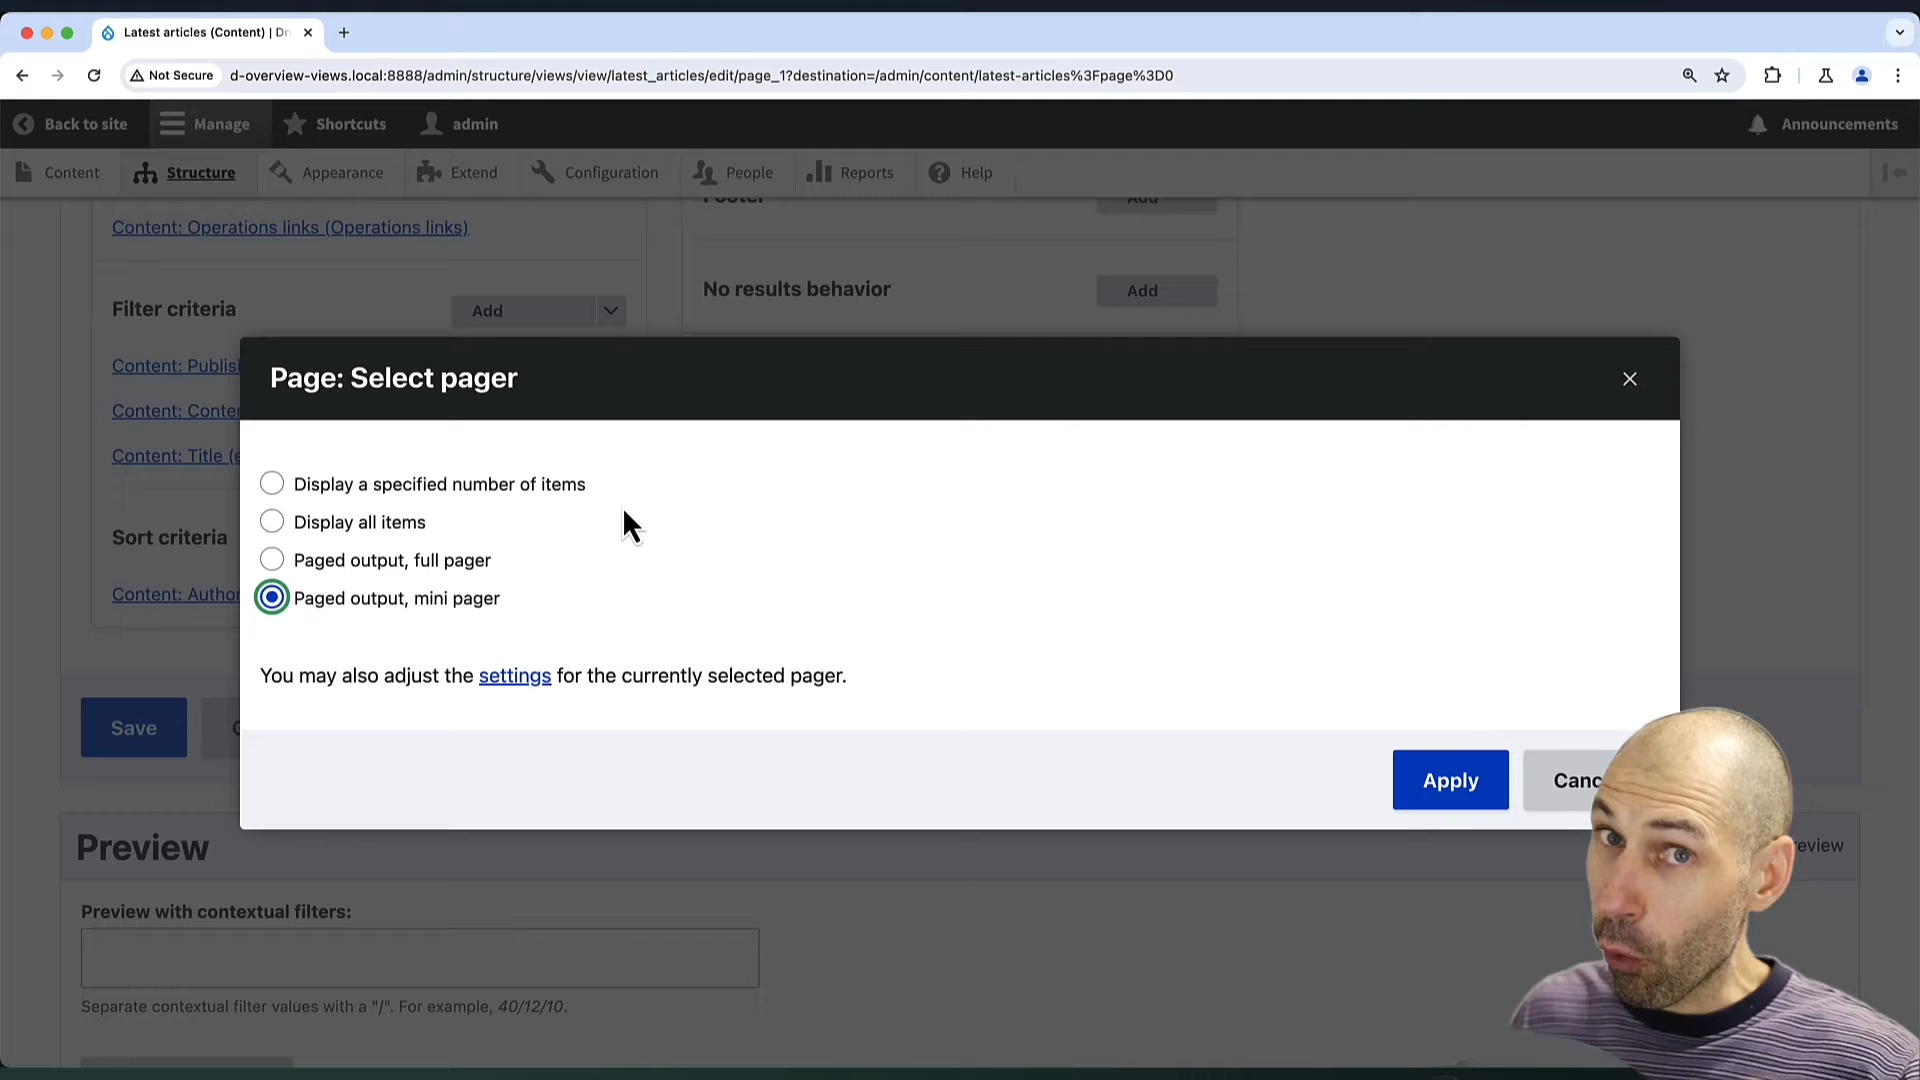 Latest articles (Content) | Dr
Not Secure
d-overview-views.local:8888/admin/structure/views/view/latest_articles/edit/page_1?destination=/admin/content/latest-articles%3Fpage%3D0
Back to site
Manage
Shortcuts
admin
Announcements
Content
Structure
Appearance
Extend
Configuration
People
Reports
Help
Footer
Add
Content: Operations links (Operations links)
No results behavior
Add
Filter criteria
Add
Content: Publis
Content: Conte
Content: Title (e
Sort criteria
Content: Author
Page: Select pager
Display a specified number of items
Display all items
Paged output, full pager
Paged output, mini pager
You may also adjust the settings for the currently selected pager.
Save
Apply
Canc
Preview
eview
Preview with contextual filters:
Separate contextual filter values with a "/". For example, 40/12/10.